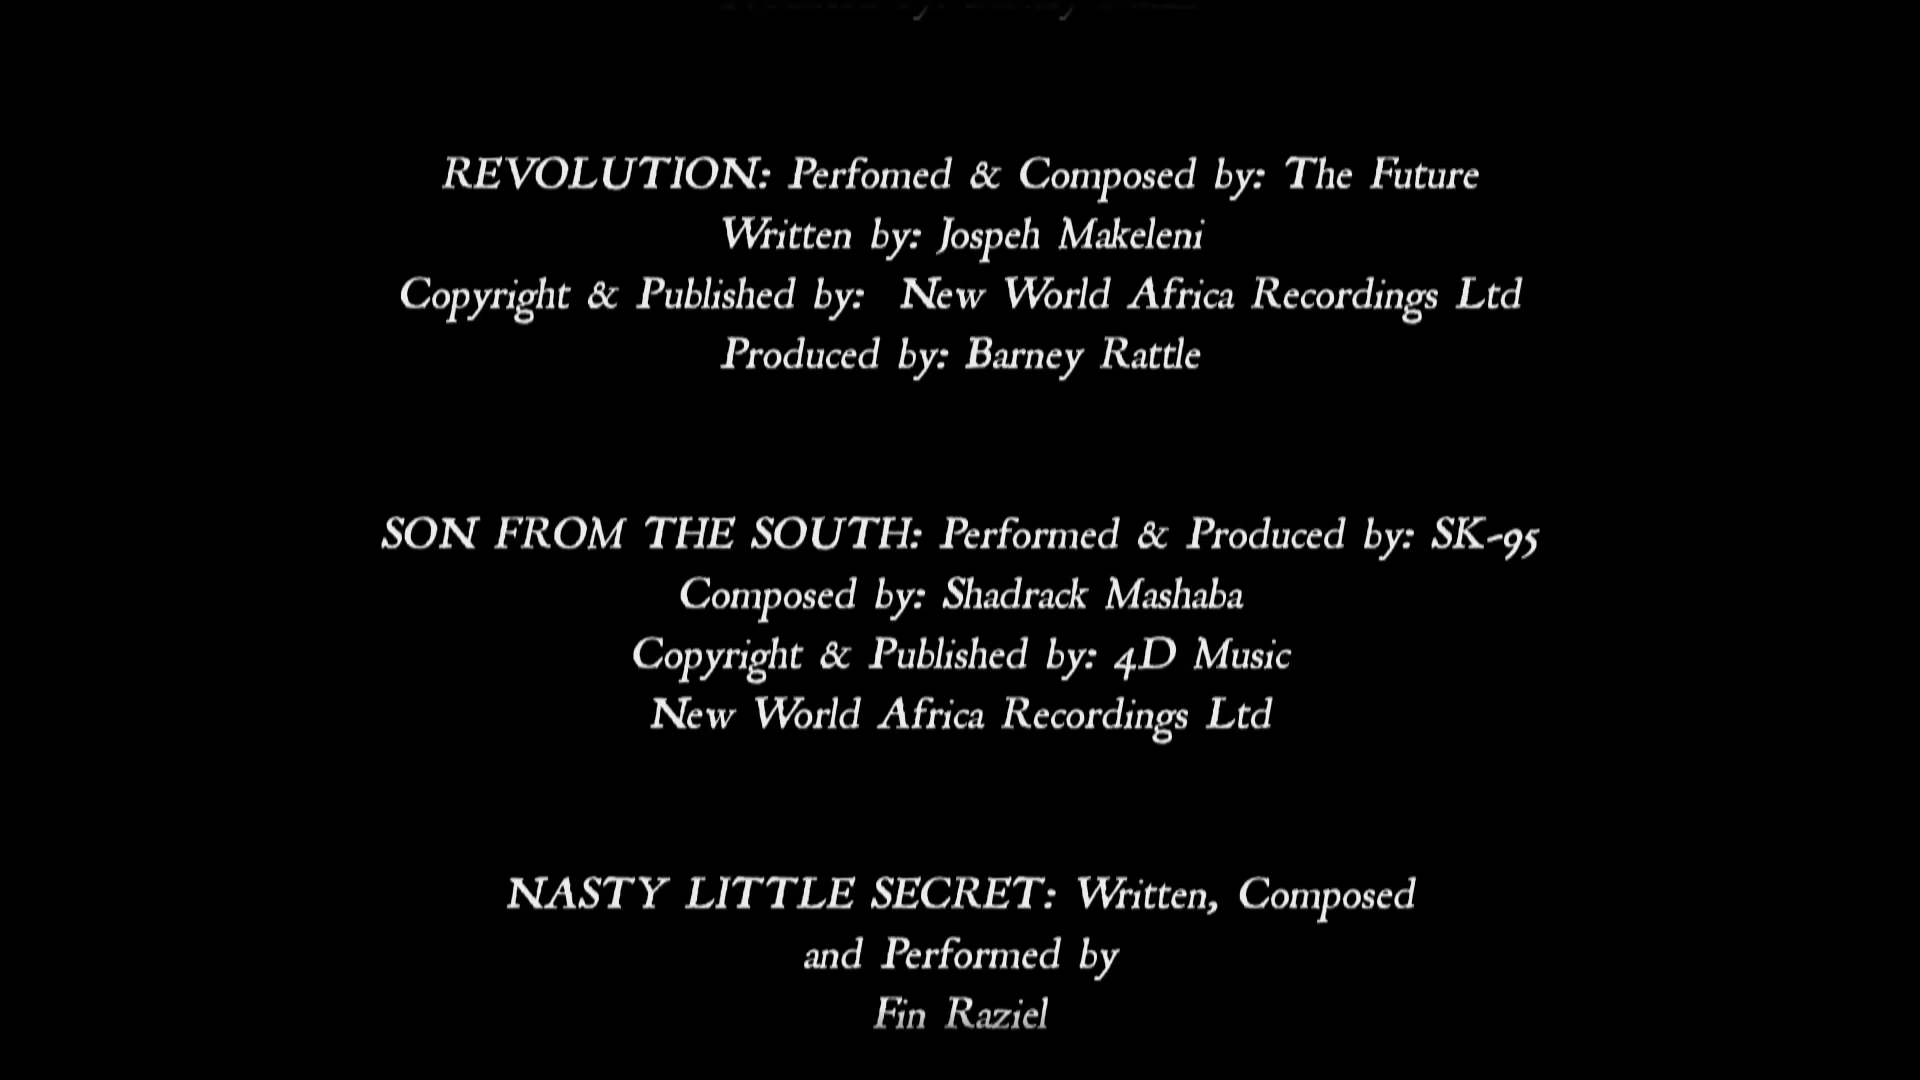 REVOLUTION: Perfomed & Composed by: The Future
Written by: Jospeh Makeleni
Copyright & Published by: New World Africa Recordings Ltd
Produced by: Barney Rattle
SON FROM THE SOUTH: Performed & Produced by: SK-95
Composed by: Shadrack Mashaba
Copyright & Published by: 4D Music
New World Africa Recordings Ltd
NASTY LITTLE SECRET: Written, Composed
and Performed by
Fin Raziel